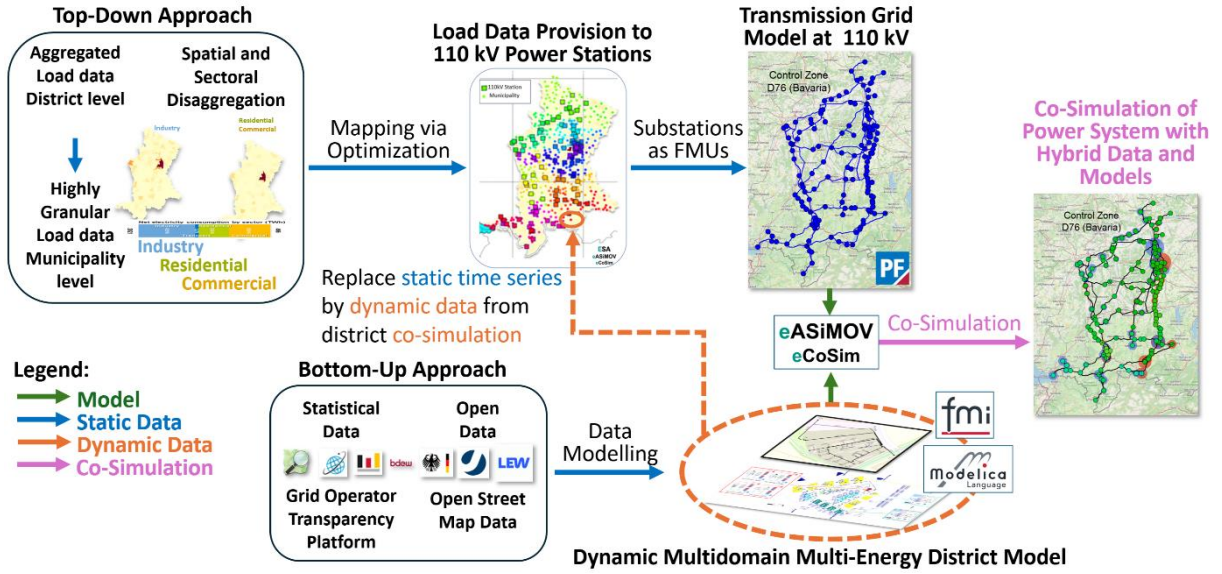 Top-Down Approach
Aggregated
Load data
District level
Spatial and
Sectoral
Disaggregation
Industry
Residential
Commercial
Highly
Granular
Load data
Municipality
level
Net electricity consumption by sector (TWh)
Industry
Residential
Commercial
Mapping via
Optimization
Load Data Provision to
110 kV Power Stations
110kV Station
Municipality
ESA
eASiMOV
eCoSim
Substations
as FMUs
Transmission Grid
Model at 110 kV
Control Zone
D76 (Bavaria)
PF
Co-Simulation of
Power System with
Hybrid Data and
Models
Control Zone
D76 (Bavaria)
Replace static time series
by dynamic data from
district co-simulation
eASiMOV
eCoSim
Co-Simulation
Legend:
Model
Static Data
Dynamic Data
Co-Simulation
Bottom-Up Approach
Statistical
Data
Open
Data
bdew
LEW
Grid Operator
Transparency
Platform
Open Street
Map Data
Data
Modelling
fmi
Modelica
Language
Dynamic Multidomain Multi-Energy District Model